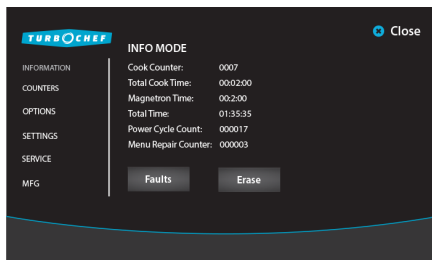 TURBOCHEF
Close
INFO MODE
INFORMATION
COUNTERS
OPTIONS
SETTINGS
SERVICE
MFG
Cook Counter: 0007
Total Cook Time: 00:02:00
Magnetron Time: 00:2:00
Total Time: 01:35:35
Power Cycle Count: 000017
Menu Repair Counter: 000003
Faults
Erase